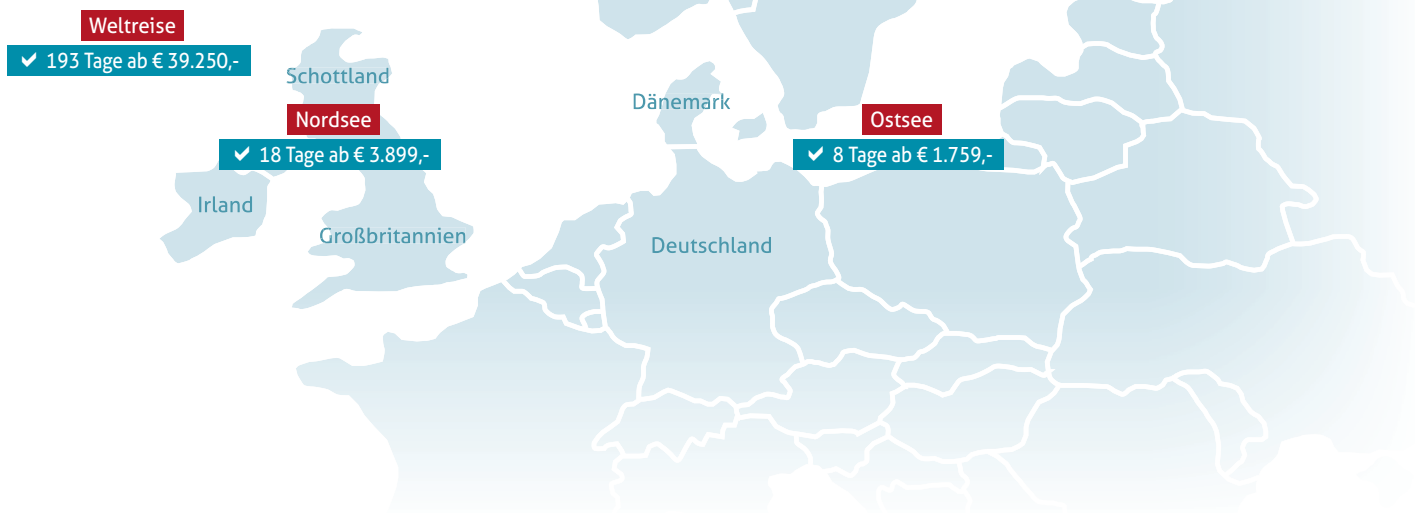 Weltreise
193 Tage ab € 39.250,-
Schottland
Dänemark
Nordsee
Ostsee
18 Tage ab € 3.899,-
8 Tage ab € 1.759,-
Irland
Großbritannien
Deutschland